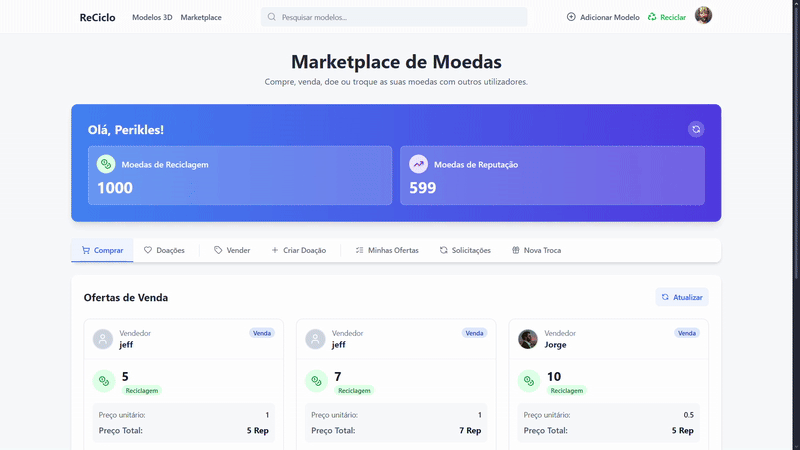 ReCiclo Modelos 3D Marketplace Pesquisar modelos... Adicionar Modelo Reciclar
Marketplace de Moedas
Compre, venda, doe ou troque as suas moedas com outros utilizadores.
Olá, Perikles!
Moedas de Reciclagem
1000
Moedas de Reputação
599
Comprar Doações Vender Criar Doação Minhas Ofertas Solicitações Nova Troca
Ofertas de Venda Atualizar
Vendedor Venda
jeff
5
Reciclagem
Preço unitário: 1
Preço Total: 5 Rep
Vendedor Venda
jeff
7
Reciclagem
Preço unitário: 1
Preço Total: 7 Rep
Vendedor Venda
Jorge
10
Reciclagem
Preço unitário: 0.5
Preço Total: 5 Rep